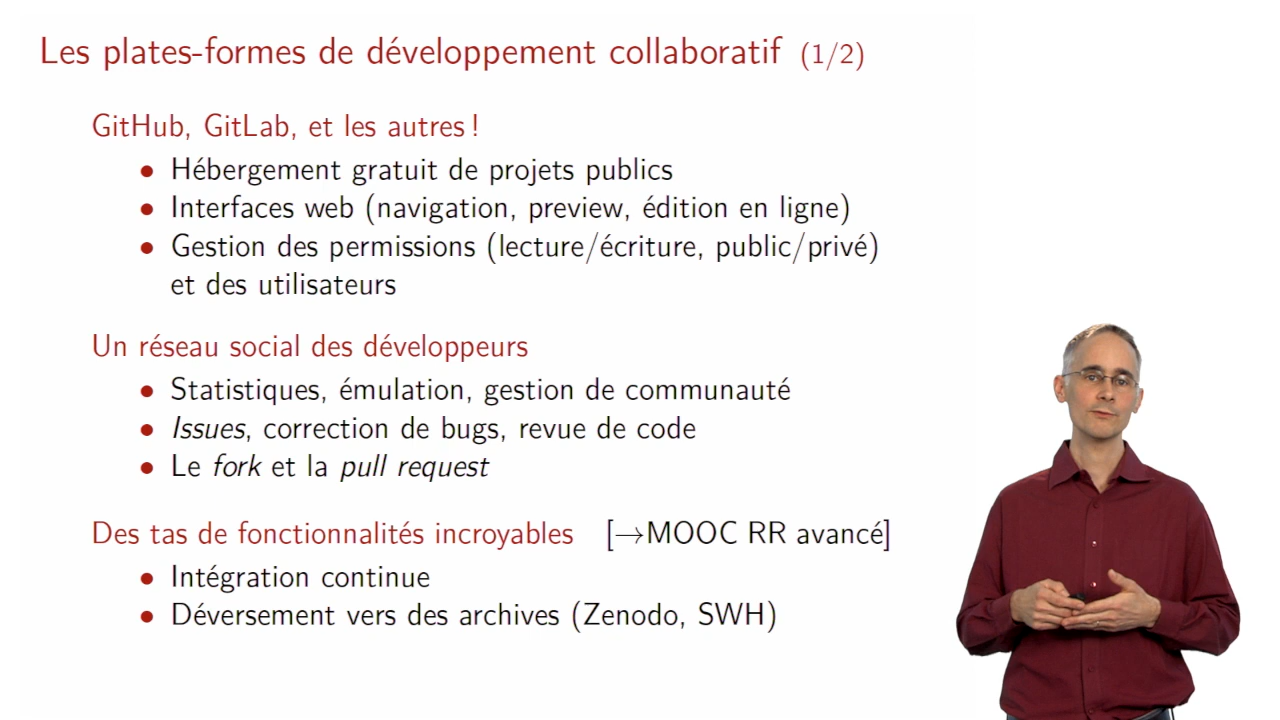 Les plates-formes de développement collaboratif (1/2)
GitHub, GitLab, et les autres !
• Hébergement gratuit de projets publics
• Interfaces web (navigation, preview, édition en ligne)
• Gestion des permissions (lecture/écriture, public/privé)
et des utilisateurs
Un réseau social des développeurs
• Statistiques, émulation, gestion de communauté
• Issues, correction de bugs, revue de code
• Le fork et la pull request
Des tas de fonctionnalités incroyables [→MOOC RR avancé]
• Intégration continue
• Déversement vers des archives (Zenodo, SWH)